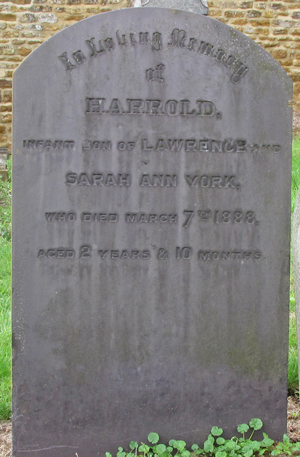 In Loving Memory
of
HARROLD,
INFANT SON OF LAWRENCE AND
SARAH ANN YORK,
WHO DIED MARCH 7TH 1888,
AGED 2 YEARS & 10 MONTHS.